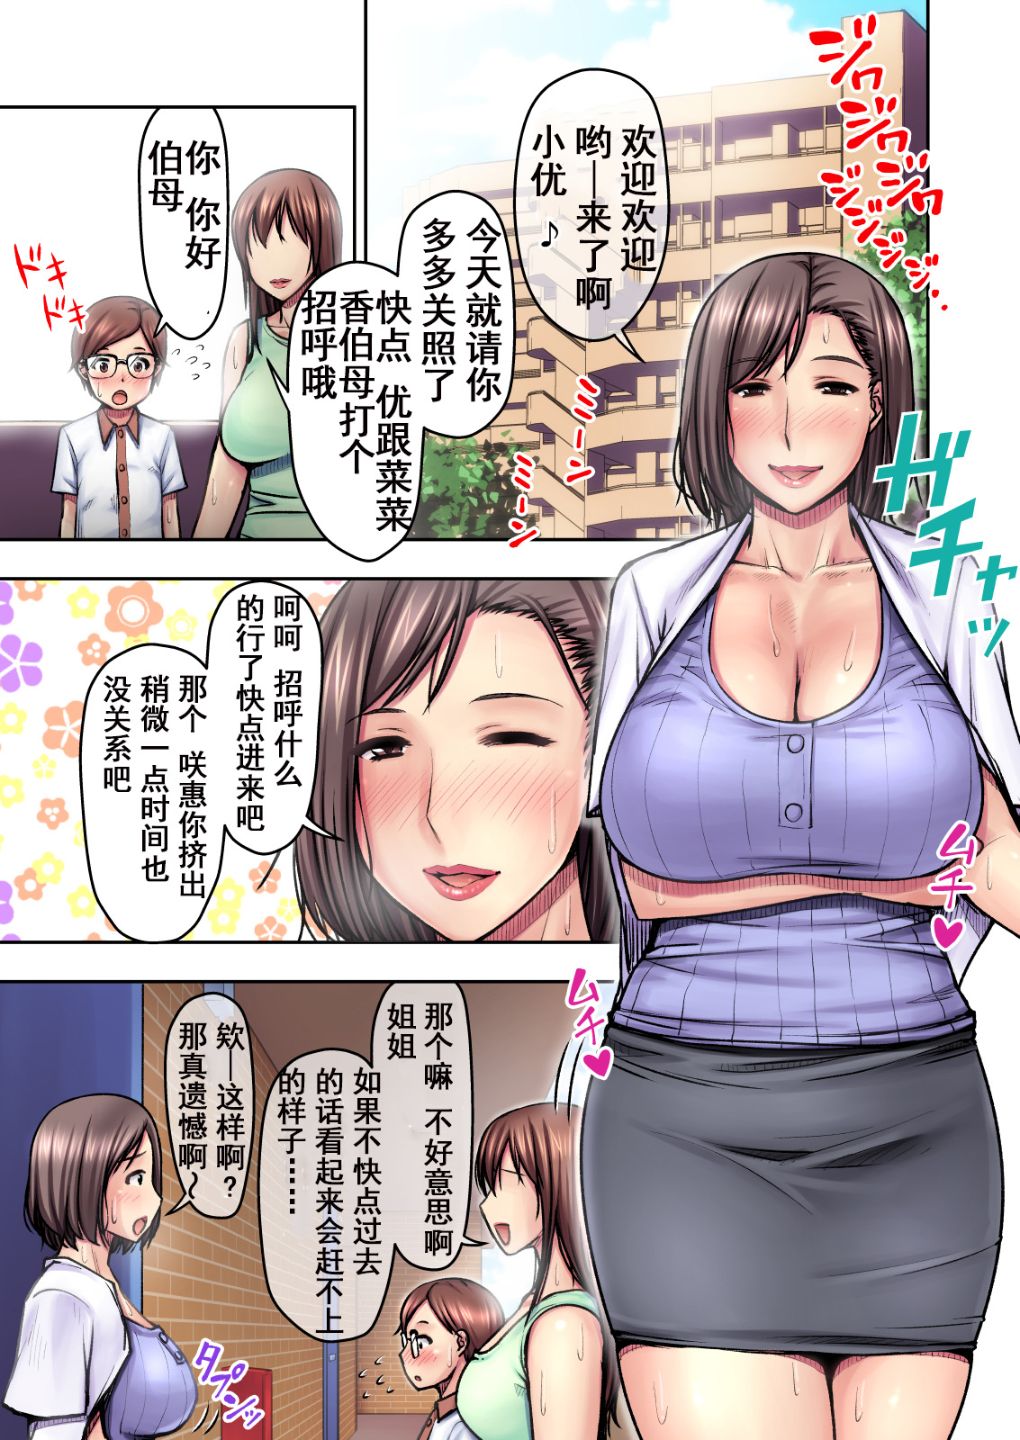 欢迎欢迎
哟—来了啊
小优♪
今天就请你
多多关照了
快点 优跟菜菜
香伯母打个
招呼哦
你 你好
伯母
ジワ
ジワ
ジワ
ジジジジ..
ミーン
ミーン
ドキ
ドキ
ガチャッ
ムチ
ムチ
呵呵 招呼什么
的行了快点进来吧
那个 咲惠你挤出
稍微一点时间也
没关系吧
那个嘛 不好意思啊
姐姐
如果不快点过去
的话看起来会赶不上
的样子……
欸—这样啊?
那真遗憾啊~
タプンッ